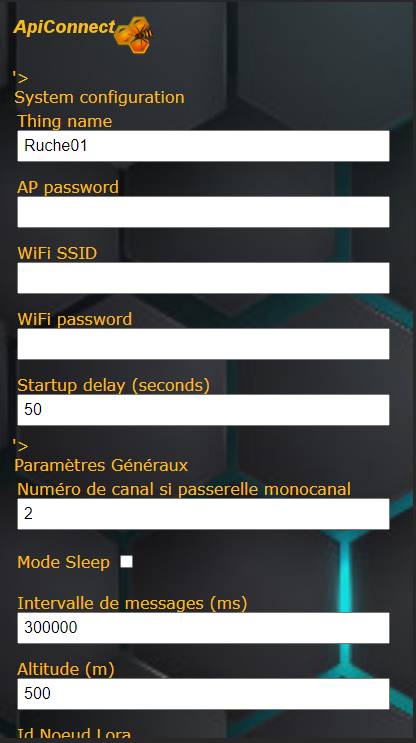 ApiConnect
'>
System configuration
Thing name
Ruche01
AP password
WiFi SSID
WiFi password
Startup delay (seconds)
50
'>
Paramètres Généraux
Numéro de canal si passerelle monocanal
2
Mode Sleep
Intervalle de messages (ms)
300000
Altitude (m)
500
Id Noeud Lora